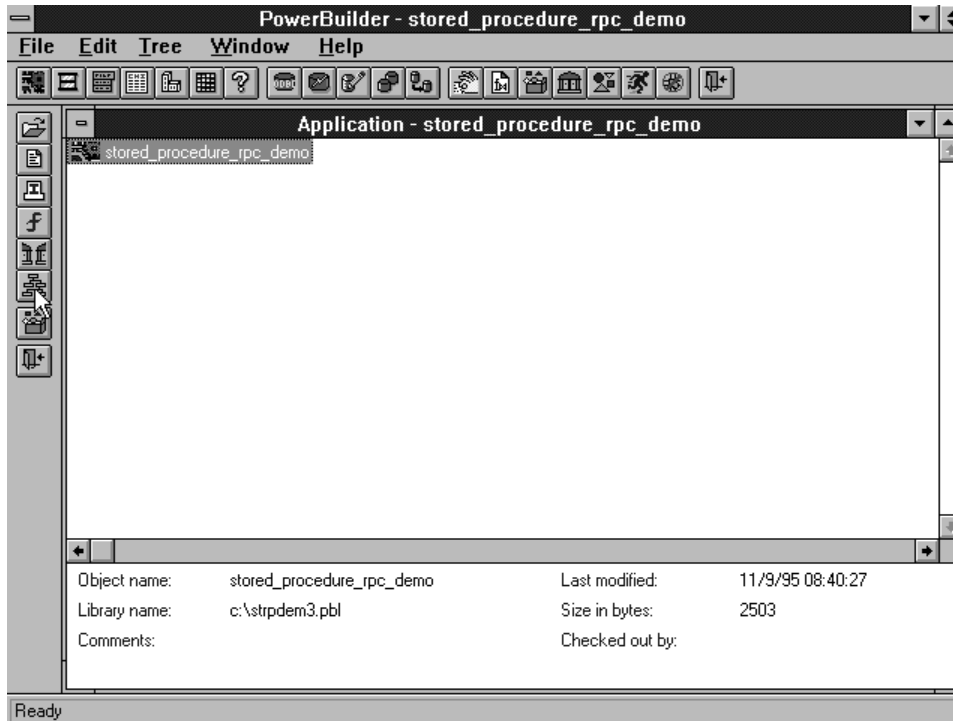 PowerBuilder - stored_procedure_rpc_demo
File Edit Tree Window Help
Application - stored_procedure_rpc_demo
stored_procedure_rpc_demo
Object name: stored_procedure_rpc_demo Last modified: 11/9/95 08:40:27
Library name: c:\strpdem3.pbl Size in bytes: 2503
Comments: Checked out by:
Ready